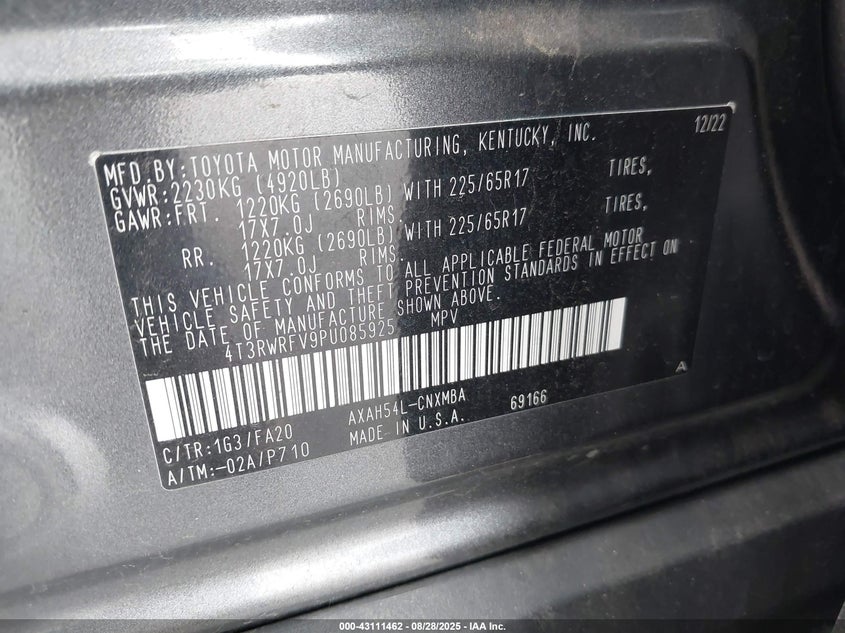 12/22
MFD.BY:TOYOTA MOTOR MANUFACTURING, KENTUCKY, INC.
GVWR:2230KG (4920LB)
GAWR:FRT. 1220KG (2690LB) WITH 225/65R17 TIRES,
17X7.0J RIMS.
RR. 1220KG (2690LB) WITH 225/65R17 TIRES,
17X7.0J RIMS.
THIS VEHICLE CONFORMS TO ALL APPLICABLE FEDERAL MOTOR
VEHICLE SAFETY AND THEFT PREVENTION STANDARDS IN EFFECT ON
THE DATE OF MANUFACTURE SHOWN ABOVE.
4T3RWRFV9PU085925 MPV
A
AXAH54L-CNXMBA 69166
C/TR:1G3/FA20 MADE IN U.S.A.
A/TM:-02A/P710
000-43111462 - 08/28/2025 - IAA Inc.